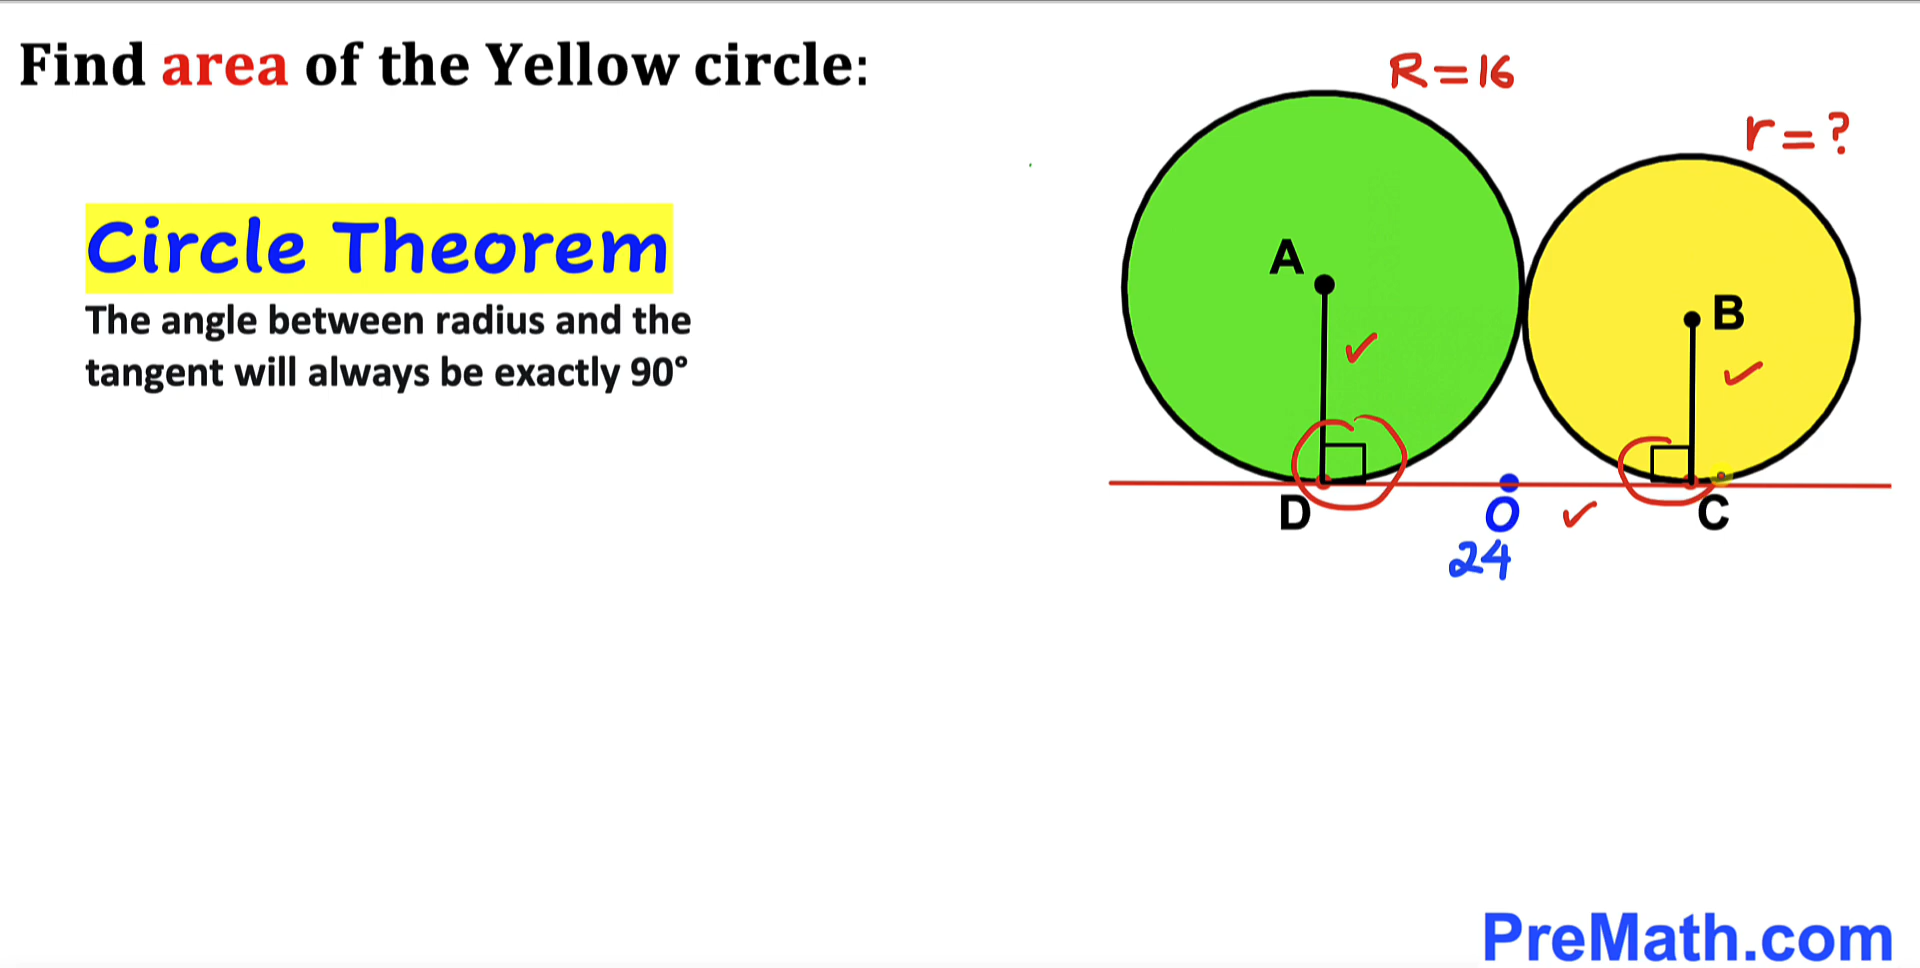 Find area of the Yellow circle:
R=16
r=?
Circle Theorem
The angle between radius and the
tangent will always be exactly 90°
A
B
D
O
C
24
PreMath.com